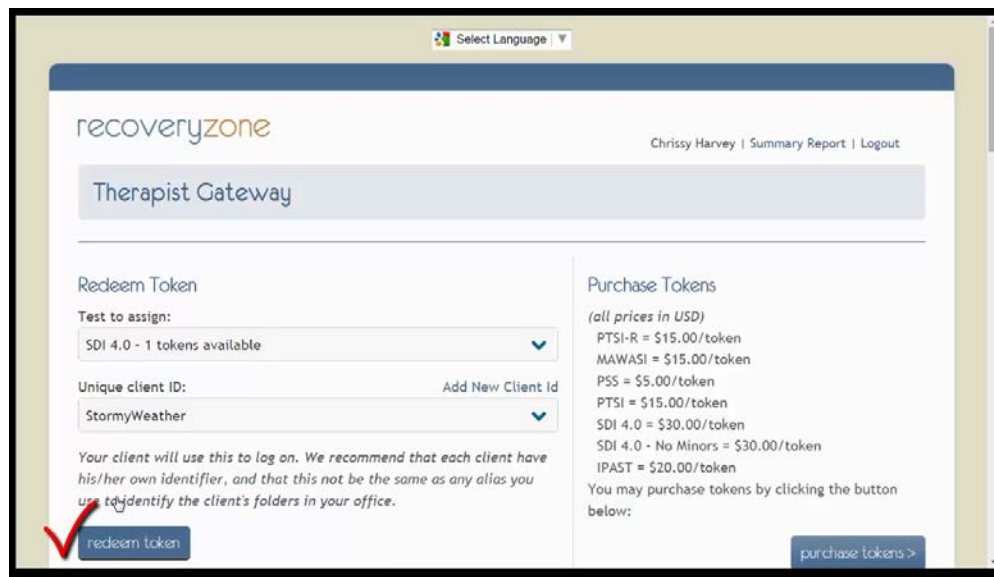 Select Language ▼
recoveryzone
Chrissy Harvey | Summary Report | Logout
Therapist Gateway
Redeem Token
Test to assign:
SDI 4.0 - 1 tokens available
Unique client ID:
Add New Client Id
StormyWeather
Your client will use this to log on. We recommend that each client have
his/her own identifier, and that this not be the same as any alias you
use to identify the client's folders in your office.
redeem token
Purchase Tokens
(all prices in USD)
PTSI-R = $15.00/token
MAWASI = $15.00/token
PSS = $5.00/token
PTSI = $15.00/token
SDI 4.0 = $30.00/token
SDI 4.0 - No Minors = $30.00/token
IPAST = $20.00/token
You may purchase tokens by clicking the button
below:
purchase tokens >